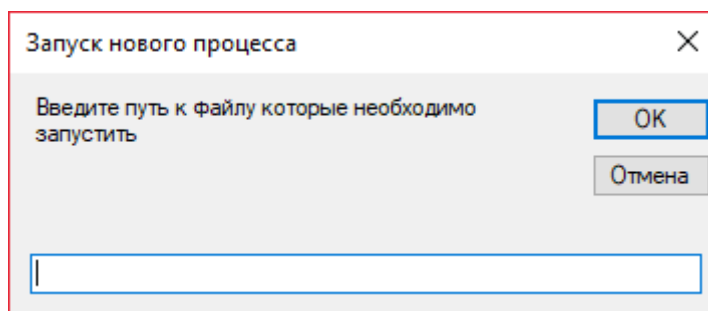 Запуск нового процесса
Введите путь к файлу которые необходимо
запустить
OK
Отмена